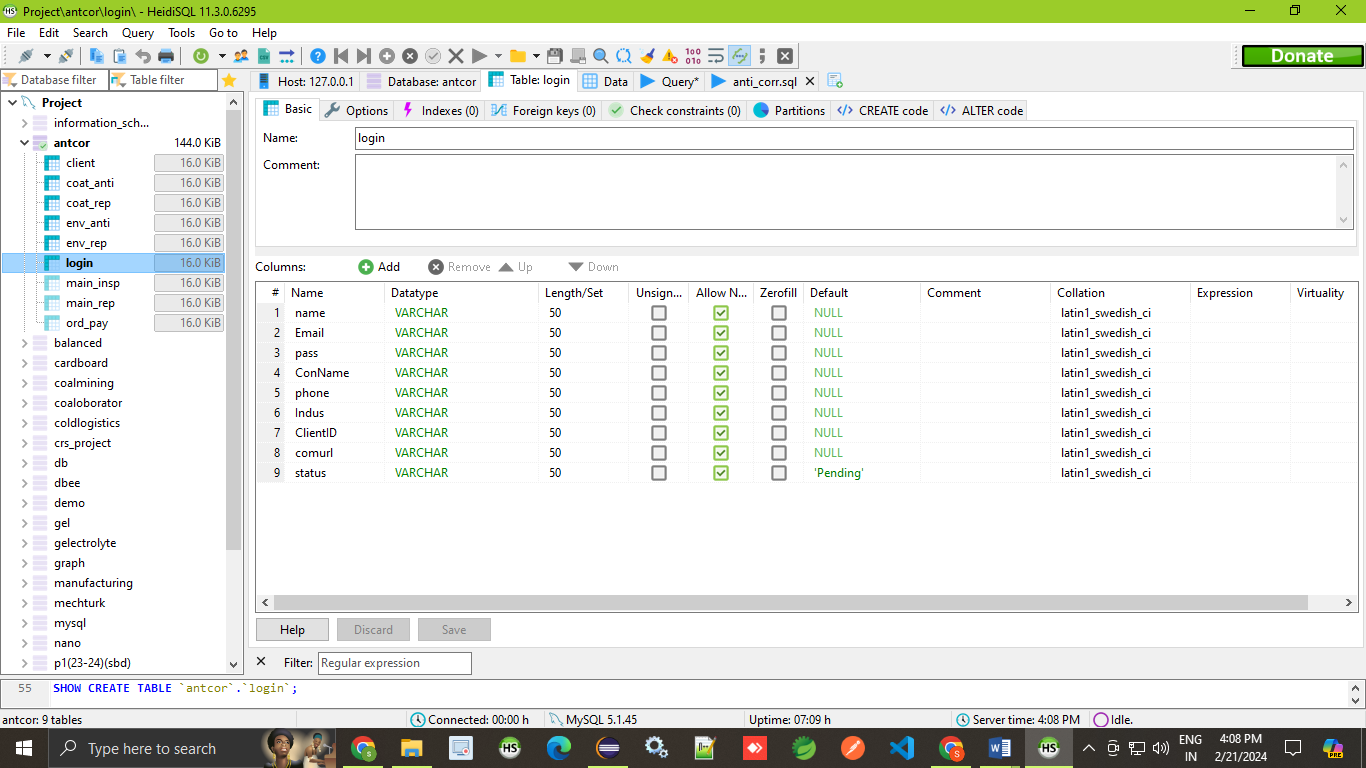 Project\antcor\login\ - HeidiSQL 11.3.0.6295
File Edit Search Query Tools Go to Help
Donate
Database filter Table filter
Host: 127.0.0.1 Database: antcor Table: login Data Query* anti_corr.sql
Project
information_sch...
antcor 144.0 KiB
client 16.0 KiB
coat_anti 16.0 KiB
coat_rep 16.0 KiB
env_anti 16.0 KiB
env_rep 16.0 KiB
login 16.0 KiB
main_insp 16.0 KiB
main_rep 16.0 KiB
ord_pay 16.0 KiB
balanced
cardboard
coalmining
coaloborator
coldlogistics
crs_project
db
dbee
demo
gel
gelectrolyte
graph
manufacturing
mechturk
mysql
nano
p1(23-24)(sbd)
Basic Options Indexes (0) Foreign keys (0) Check constraints (0) Partitions CREATE code ALTER code
Name: login
Comment:
Columns: Add Remove Up Down
# Name Datatype Length/Set Unsign... Allow N... Zerofill Default Comment Collation Expression Virtuality
1 name VARCHAR 50 NULL latin1_swedish_ci
2 Email VARCHAR 50 NULL latin1_swedish_ci
3 pass VARCHAR 50 NULL latin1_swedish_ci
4 ConName VARCHAR 50 NULL latin1_swedish_ci
5 phone VARCHAR 50 NULL latin1_swedish_ci
6 Indus VARCHAR 50 NULL latin1_swedish_ci
7 ClientID VARCHAR 50 NULL latin1_swedish_ci
8 comurl VARCHAR 50 NULL latin1_swedish_ci
9 status VARCHAR 50 'Pending' latin1_swedish_ci
Help Discard Save
Filter: Regular expression
55 SHOW CREATE TABLE `antcor`.`login`;
antcor: 9 tables Connected: 00:00 h MySQL 5.1.45 Uptime: 07:09 h Server time: 4:08 PM Idle.
Type here to search
ENG
IN
4:08 PM
2/21/2024